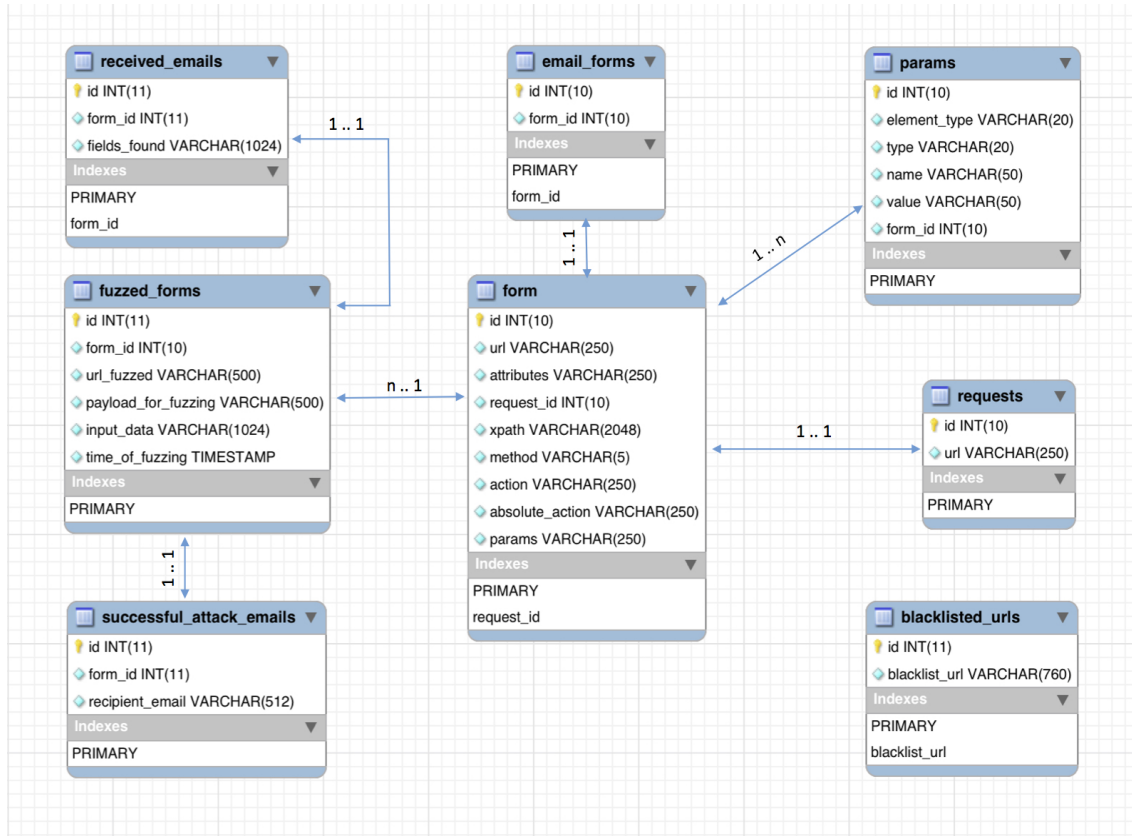 received_emails
id INT(11)
form_id INT(11)
fields_found VARCHAR(1024)
Indexes
PRIMARY
form_id
email_forms
id INT(10)
form_id INT(10)
Indexes
PRIMARY
form_id
params
id INT(10)
element_type VARCHAR(20)
type VARCHAR(20)
name VARCHAR(50)
value VARCHAR(50)
form_id INT(10)
Indexes
PRIMARY
1 .. 1
1 .. 1
1 .. n
fuzzed_forms
id INT(11)
form_id INT(10)
url_fuzzed VARCHAR(500)
payload_for_fuzzing VARCHAR(500)
input_data VARCHAR(1024)
time_of_fuzzing TIMESTAMP
Indexes
PRIMARY
n .. 1
form
id INT(10)
url VARCHAR(250)
attributes VARCHAR(250)
request_id INT(10)
xpath VARCHAR(2048)
method VARCHAR(5)
action VARCHAR(250)
absolute_action VARCHAR(250)
params VARCHAR(250)
Indexes
PRIMARY
request_id
1 .. 1
requests
id INT(10)
url VARCHAR(250)
Indexes
PRIMARY
1 .. 1
successful_attack_emails
id INT(11)
form_id INT(11)
recipient_email VARCHAR(512)
Indexes
PRIMARY
blacklisted_urls
id INT(11)
blacklist_url VARCHAR(760)
Indexes
PRIMARY
blacklist_url